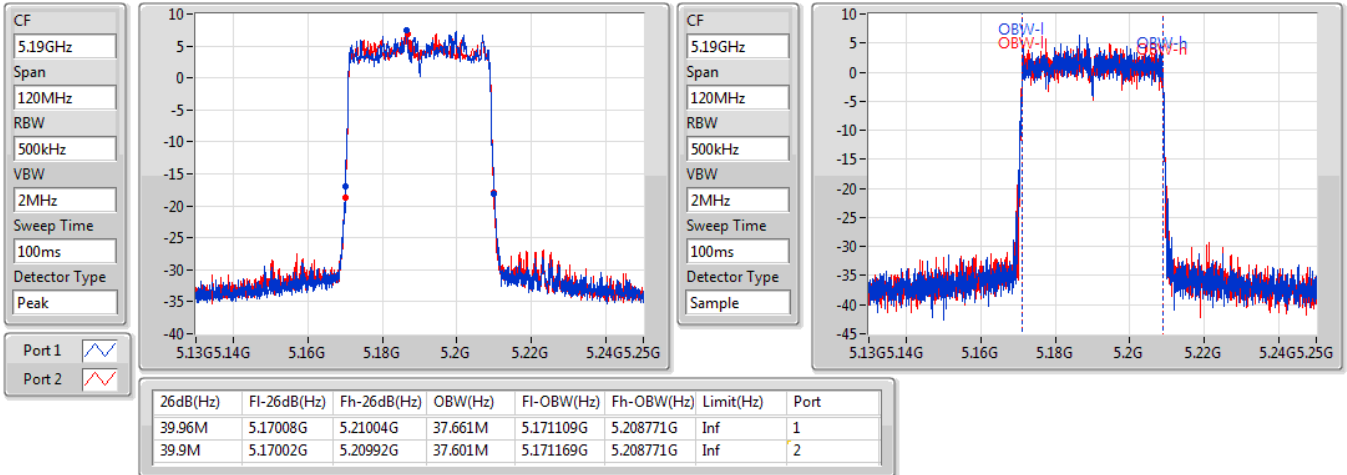 CF
5.19GHz
Span
120MHz
RBW
500kHz
VBW
2MHz
Sweep Time
100ms
Detector Type
Peak
Port 1
Port 2
10
5
0
-5
-10
-15
-20
-25
-30
-35
-40
5.13G 5.14G 5.16G 5.18G 5.2G 5.22G 5.24G 5.25G
CF
5.19GHz
Span
120MHz
RBW
500kHz
VBW
2MHz
Sweep Time
100ms
Detector Type
Sample
10
5
0
-5
-10
-15
-20
-25
-30
-35
-40
-45
OBW-l
OBW-l
OBW-h
OBW-h
5.13G 5.14G 5.16G 5.18G 5.2G 5.22G 5.24G 5.25G
26dB(Hz) Fl-26dB(Hz) Fh-26dB(Hz) OBW(Hz) Fl-OBW(Hz) Fh-OBW(Hz) Limit(Hz) Port
39.96M 5.17008G 5.21004G 37.661M 5.171109G 5.208771G Inf 1
39.9M 5.17002G 5.20992G 37.601M 5.171169G 5.208771G Inf 2